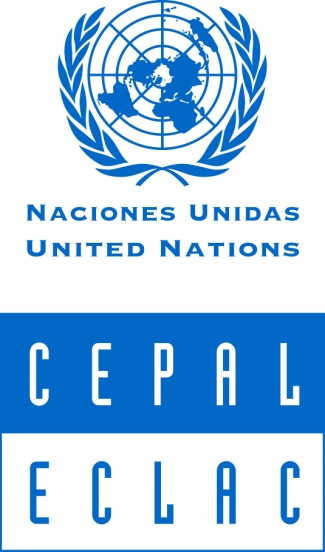 NACIONES UNIDAS
UNITED NATIONS
CEPAL
ECLAC